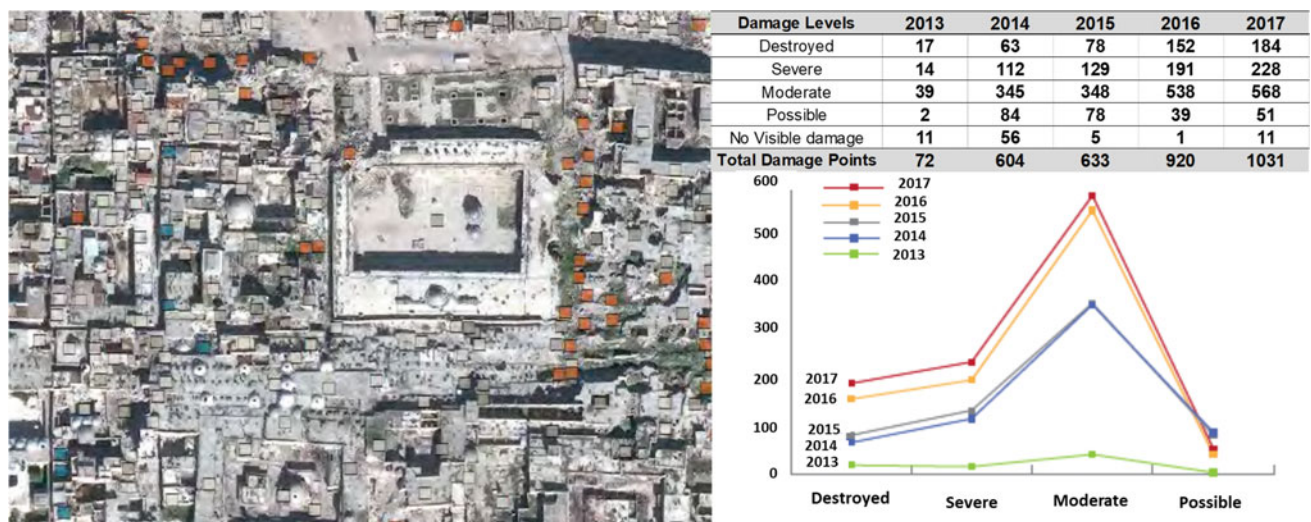 Damage Levels 2013 2014 2015 2016 2017
Destroyed 17 63 78 152 184
Severe 14 112 129 191 228
Moderate 39 345 348 538 568
Possible 2 84 78 39 51
No Visible damage 11 56 5 1 11
Total Damage Points 72 604 633 920 1031
600
500
400
300
200
100
0
2017
2016
2015
2014
2013
2017
2016
2015
2014
2013
Destroyed Severe Moderate Possible